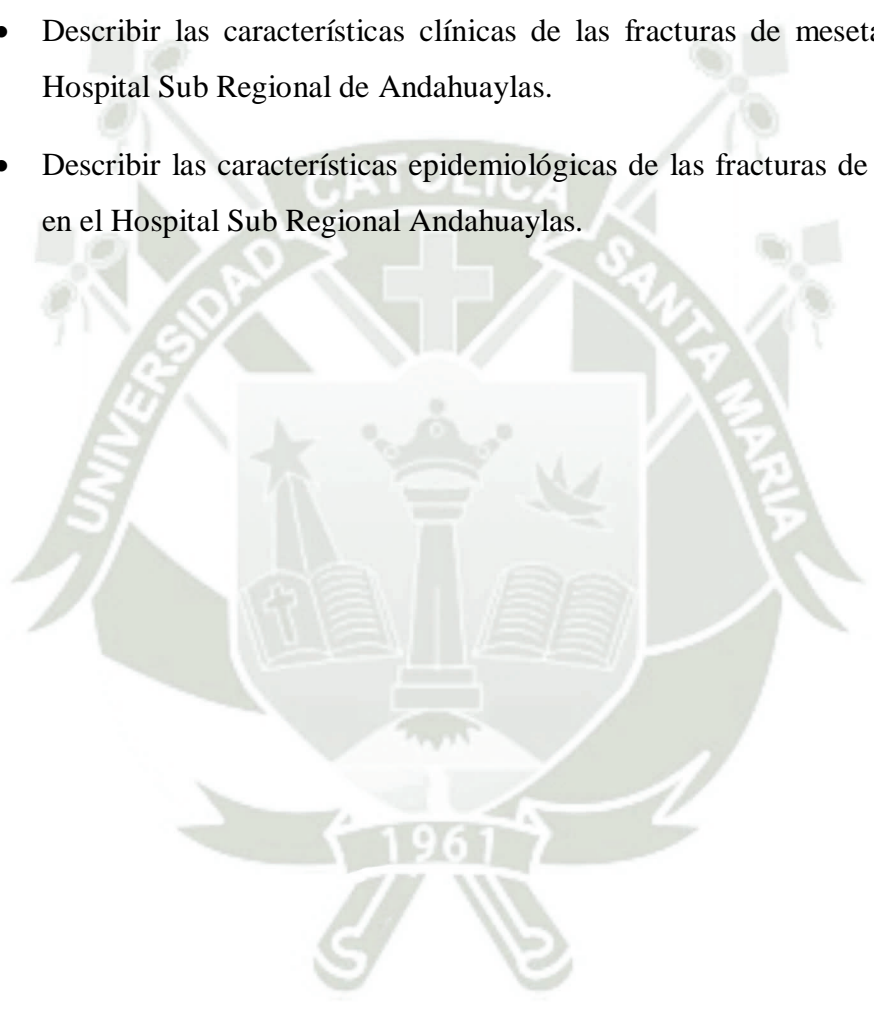 • Describir las características clínicas de las fracturas de meseta
Hospital Sub Regional de Andahuaylas.
• Describir las características epidemiológicas de las fracturas de
en el Hospital Sub Regional Andahuaylas.
UNIVERSIDAD CATOLICA SANTA MARIA
1961